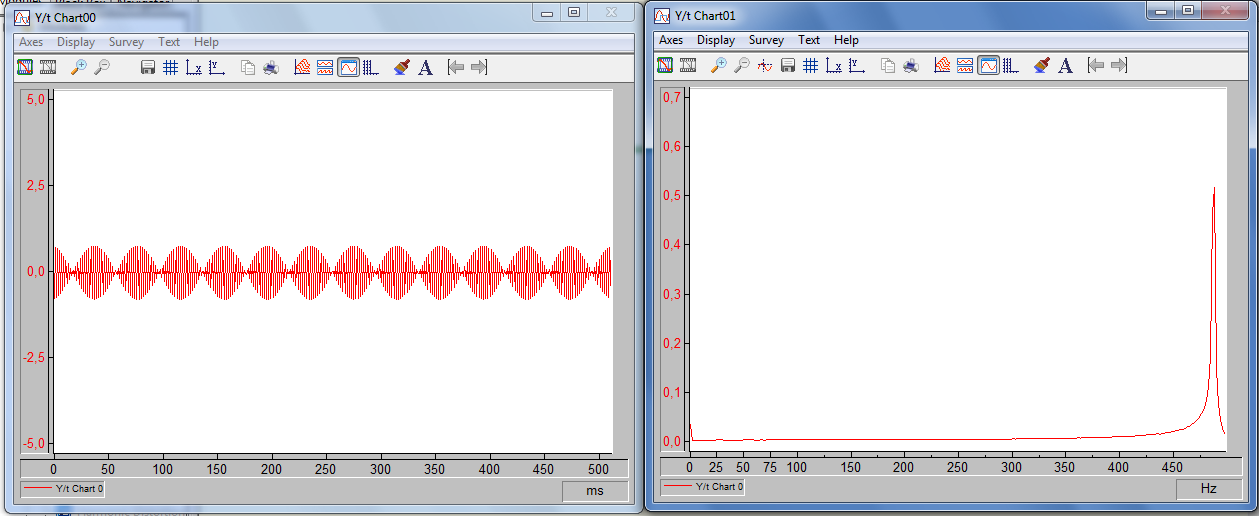 Y/t Chart00
Axes Display Survey Text Help
5,0
2,5
0,0
-2,5
-5,0
0 50 100 150 200 250 300 350 400 450 500
Y/t Chart 0
ms
Y/t Chart01
Axes Display Survey Text Help
0,7
0,6
0,5
0,4
0,3
0,2
0,1
0,0
0 25 50 75 100 150 200 250 300 350 400 450
Y/t Chart 0
Hz